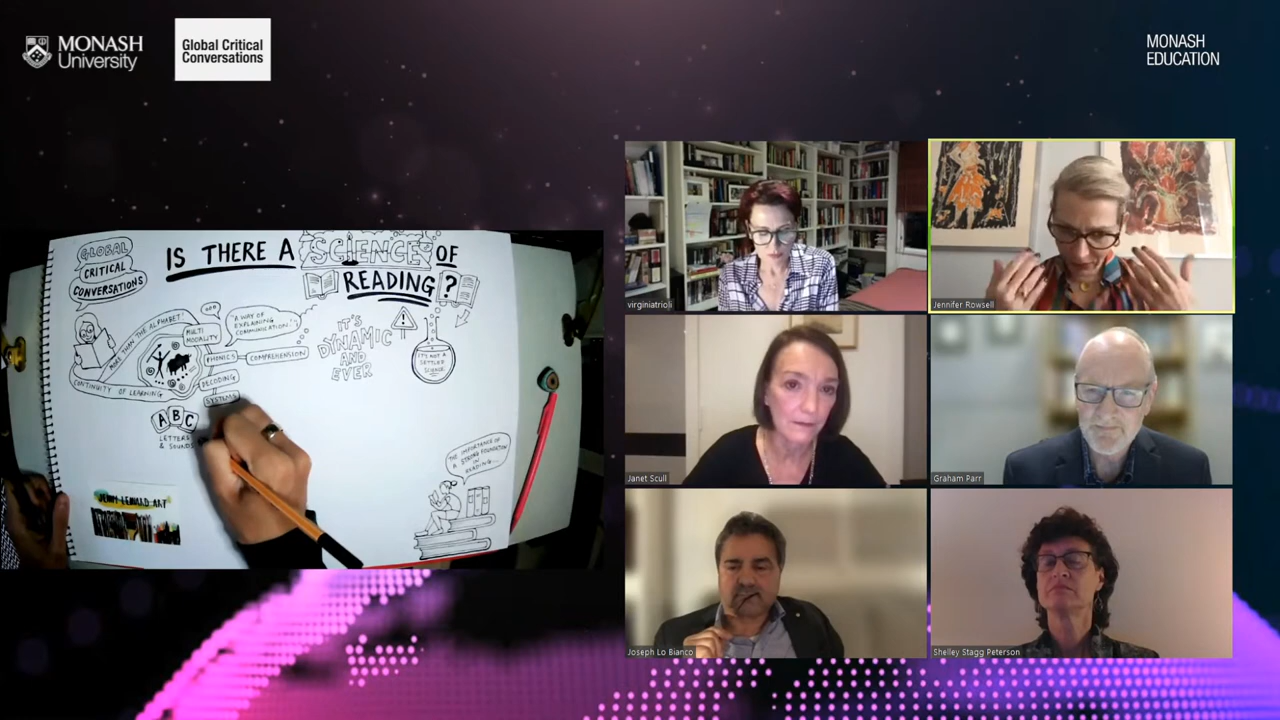 MONASH
University
Global Critical
Conversations
MONASH
EDUCATION
GLOBAL
CRITICAL
CONVERSATIONS
IS THERE A SCIENCE OF
READING?
MORE THAN THE ALPHABET!
CONTINUITY OF LEARNING
MULTI
MODALITY
"A WAY OF
EXPLAINING
COMMUNICATION."
PHONICS
COMPREHENSION
DECODING
SYSTEMS
ABC
LETTERS
& SOUNDS
IT'S
DYNAMIC
AND
EVER
IT'S NOT A
SETTLED
SCIENCE
THE IMPORTANCE OF
A STRONG FOUNDATION
IN
READING...
JENNY LEONARD ART
virginiatrioli
Jennifer Rowsell
Janet Scull
Graham Parr
Joseph Lo Bianco
Shelley Stagg Peterson